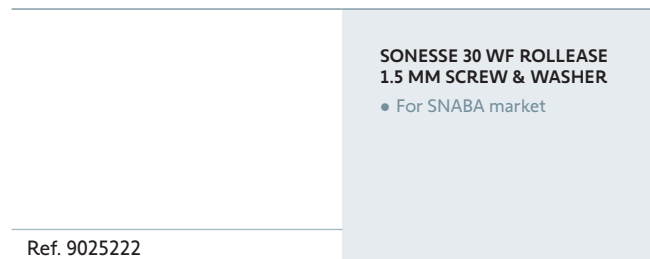 SONESSE 30 WF ROLLEASE
1.5 MM SCREW & WASHER
● For SNABA market
Ref. 9025222